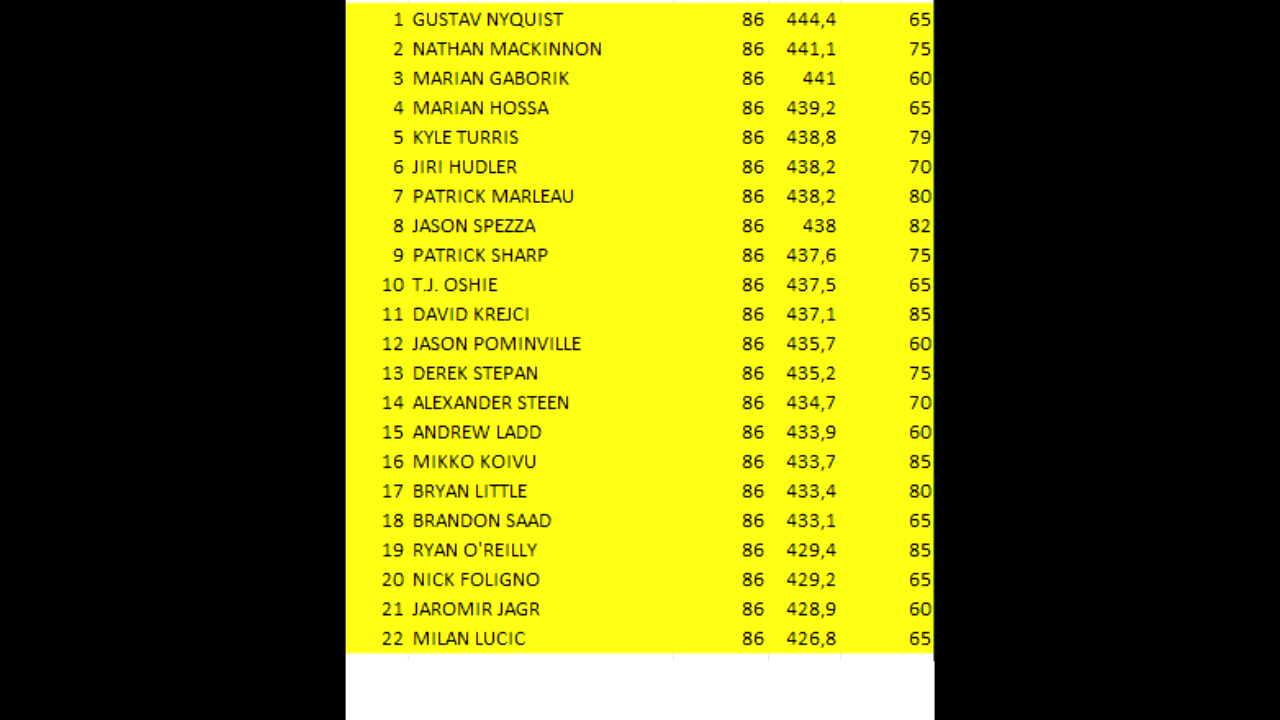 1 GUSTAV NYQUIST 86 444,4 65
2 NATHAN MACKINNON 86 441,1 75
3 MARIAN GABORIK 86 441 60
4 MARIAN HOSSA 86 439,2 65
5 KYLE TURRIS 86 438,8 79
6 JIRI HUDLER 86 438,2 70
7 PATRICK MARLEAU 86 438,2 80
8 JASON SPEZZA 86 438 82
9 PATRICK SHARP 86 437,6 75
10 T.J. OSHIE 86 437,5 65
11 DAVID KREJCI 86 437,1 85
12 JASON POMINVILLE 86 435,7 60
13 DEREK STEPAN 86 435,2 75
14 ALEXANDER STEEN 86 434,7 70
15 ANDREW LADD 86 433,9 60
16 MIKKO KOIVU 86 433,7 85
17 BRYAN LITTLE 86 433,4 80
18 BRANDON SAAD 86 433,1 65
19 RYAN O'REILLY 86 429,4 85
20 NICK FOLIGNO 86 429,2 65
21 JAROMIR JAGR 86 428,9 60
22 MILAN LUCIC 86 426,8 65